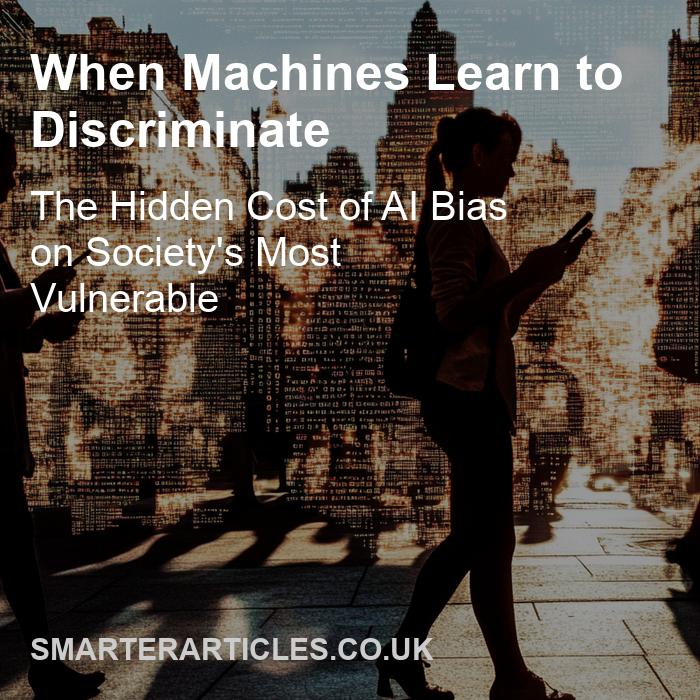 When Machines Learn to
Discriminate
The Hidden Cost of AI Bias
on Society's Most
Vulnerable
SMARTERARTICLES.CO.UK